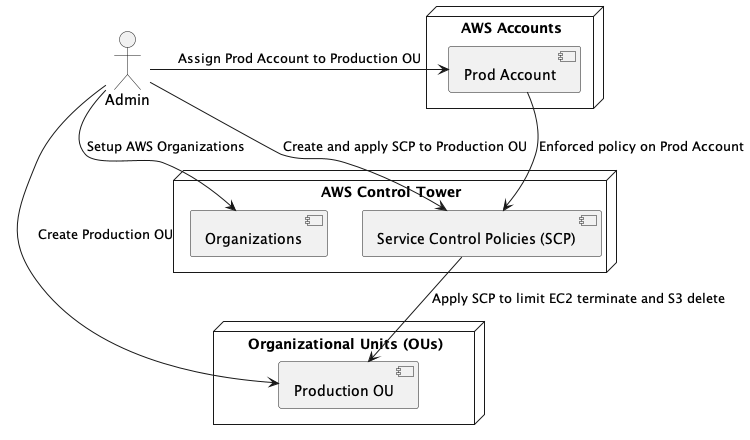 AWS Accounts
Assign Prod Account to Production OU
Prod Account
Admin
Setup AWS Organizations
Create and apply SCP to Production OU
Enforced policy on Prod Account
AWS Control Tower
Create Production OU
Organizations
Service Control Policies (SCP)
Apply SCP to limit EC2 terminate and S3 delete
Organizational Units (OUs)
Production OU